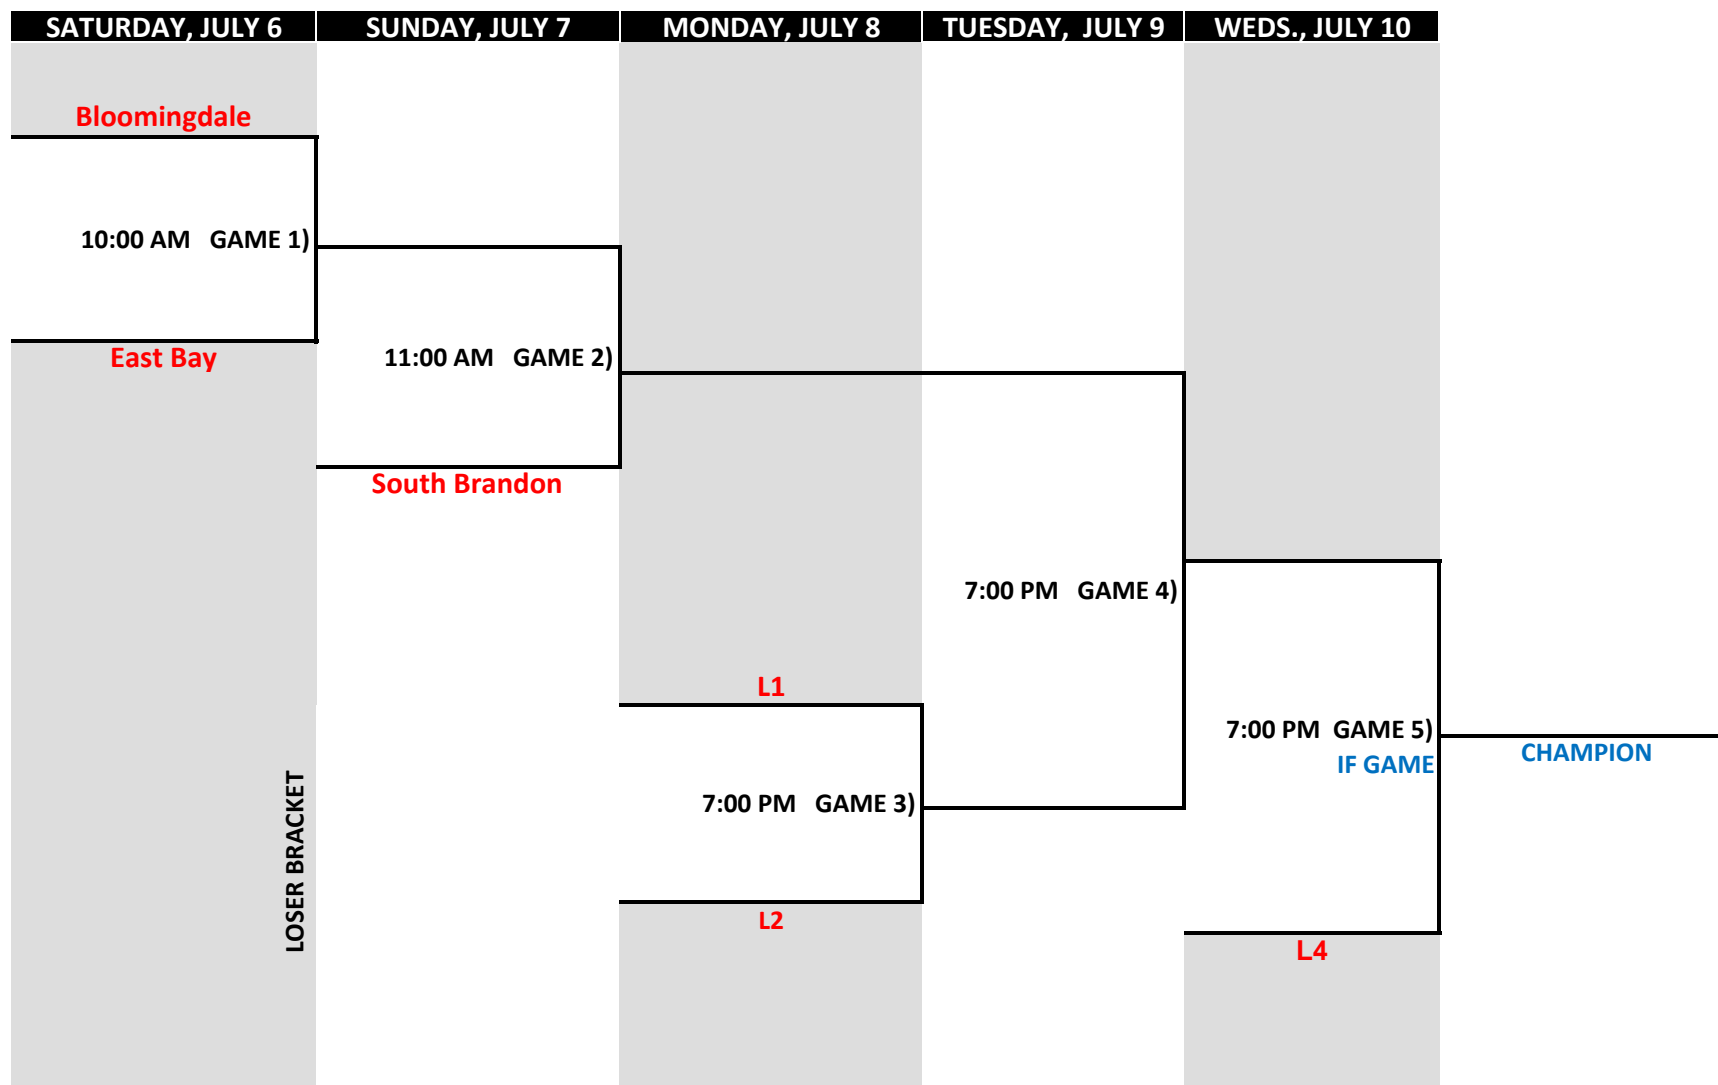 SATURDAY, JULY 6
SUNDAY, JULY 7
MONDAY, JULY 8
TUESDAY, JULY 9
WEDS., JULY 10
Bloomingdale
10:00 AM GAME 1)
East Bay
11:00 AM GAME 2)
South Brandon
7:00 PM GAME 4)
L1
7:00 PM GAME 5)
IF GAME
CHAMPION
LOSER BRACKET
7:00 PM GAME 3)
L2
L4